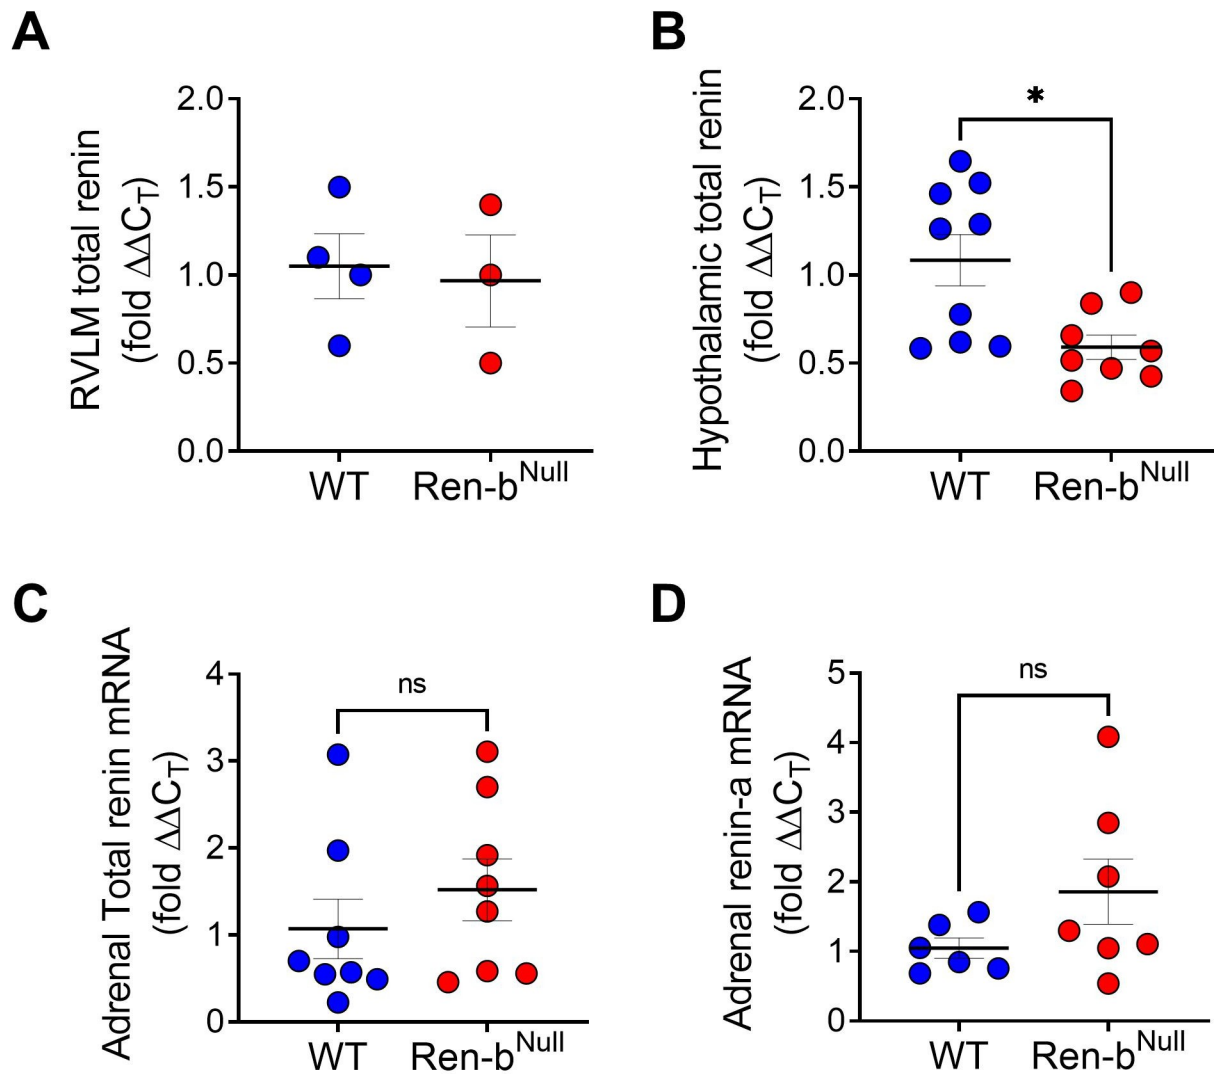 A
RVLM total renin
(fold ΔΔCT)
2.0
1.5
1.0
0.5
0.0
WT
Ren-bNull
B
Hypothalamic total renin
(fold ΔΔCT)
2.0
1.5
1.0
0.5
0.0
*
WT
Ren-bNull
C
Adrenal Total renin mRNA
(fold ΔΔCT)
4
3
2
1
0
ns
WT
Ren-bNull
D
Adrenal renin-a mRNA
(fold ΔΔCT)
5
4
3
2
1
0
ns
WT
Ren-bNull